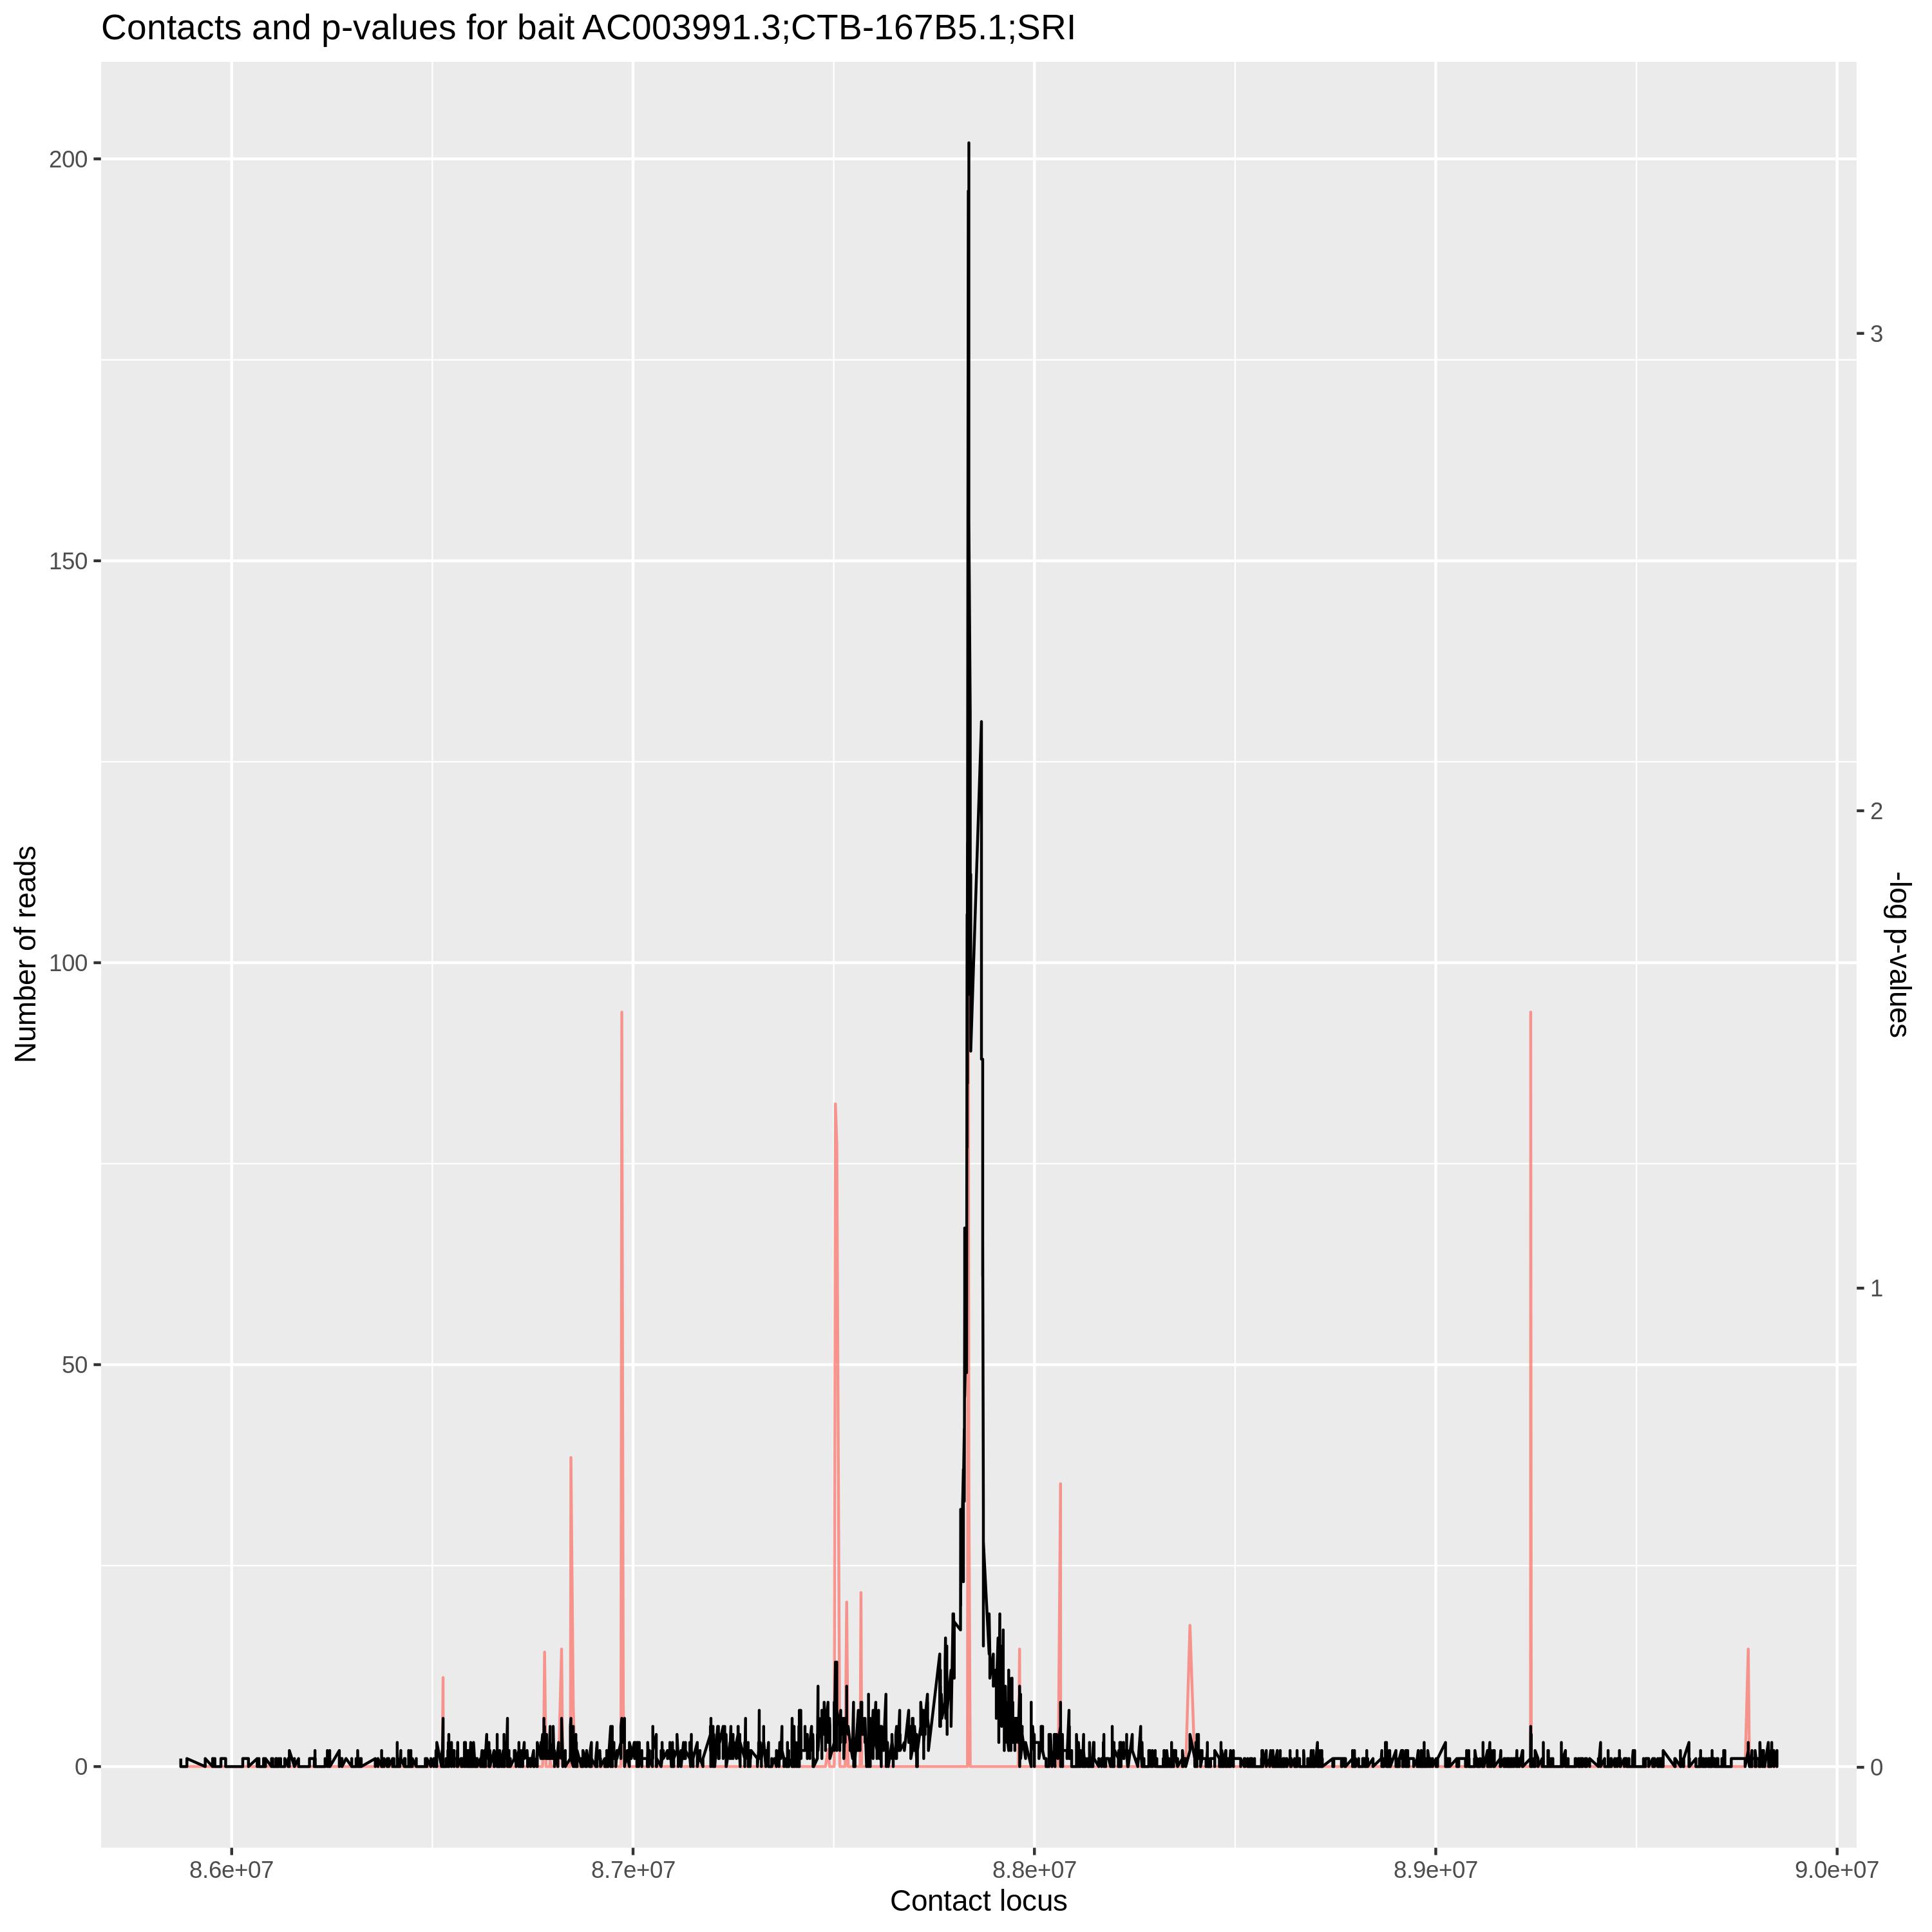 Contacts and p-values for bait AC003991.3;CTB-167B5.1;SRI
200
150
100
50
0
Number of reads
3
2
1
0
-log p-values
8.6e+07
8.7e+07
8.8e+07
8.9e+07
9.0e+07
Contact locus